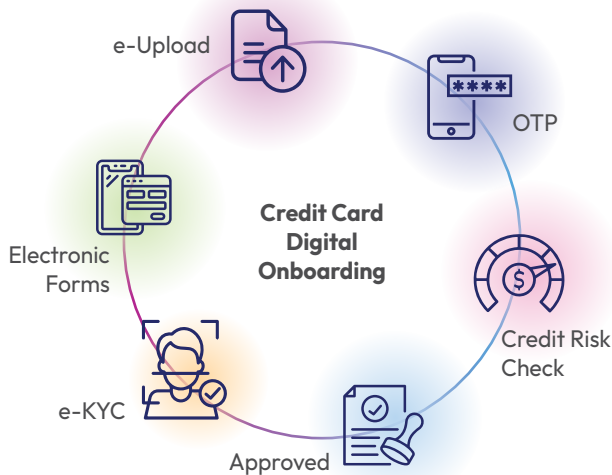 e-Upload
****
OTP
Credit Card
Digital
Onboarding
Electronic
Forms
$
Credit Risk
Check
e-KYC
Approved